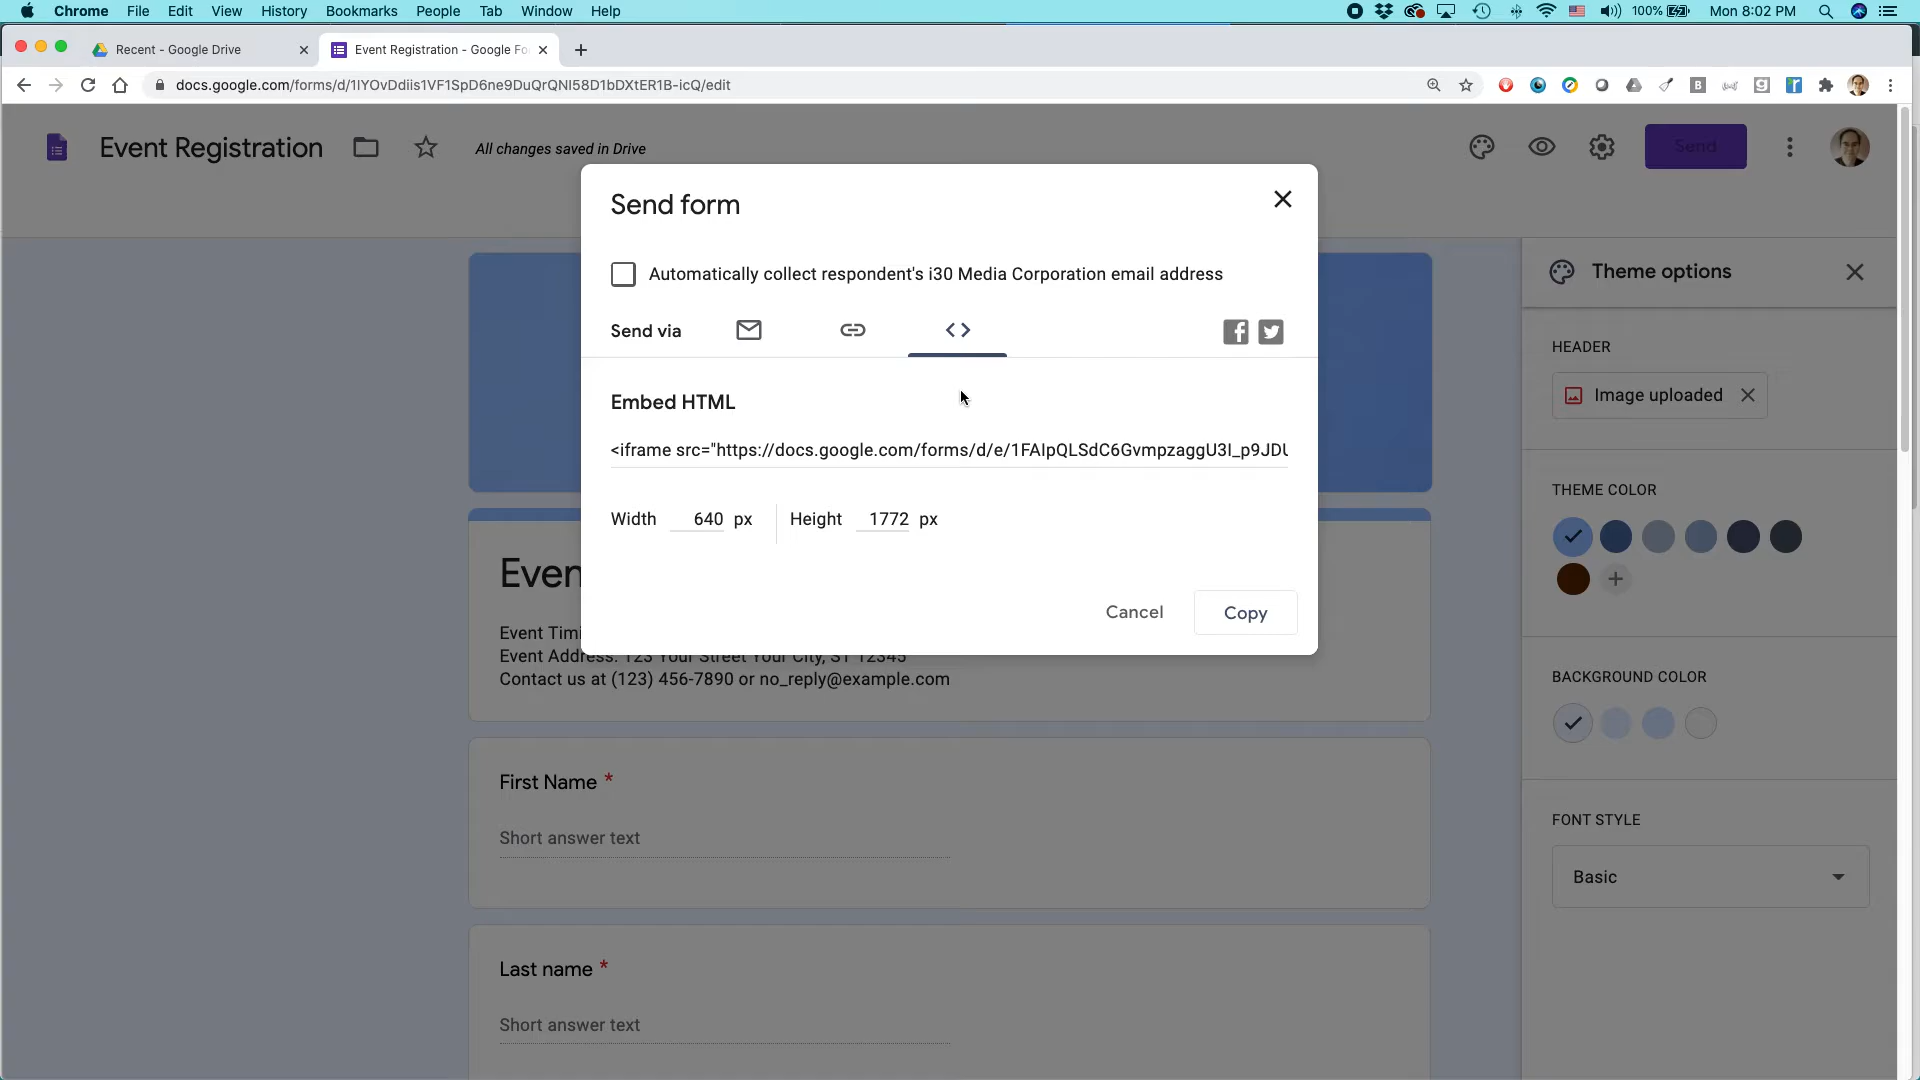 Chrome File Edit View History Bookmarks People Tab Window Help
100% Mon 8:02 PM
Recent - Google Drive
Event Registration - Google Fo
docs.google.com/forms/d/1IYOvDdiis1VF1SpD6ne9DuQrQNI58D1bDXtER1B-icQ/edit
Event Registration
All changes saved in Drive
Send
Send form
Automatically collect respondent's i30 Media Corporation email address
Send via
Embed HTML
<iframe src="https://docs.google.com/forms/d/e/1FAIpQLSdC6GvmpzaggU3I_p9JDU
Width 640 px Height 1772 px
Cancel Copy
Even
Event Timi
Event Address: 123 Your Street Your City, ST 12345
Contact us at (123) 456-7890 or no_reply@example.com
First Name *
Short answer text
Last name *
Short answer text
Theme options
HEADER
Image uploaded
THEME COLOR
BACKGROUND COLOR
FONT STYLE
Basic